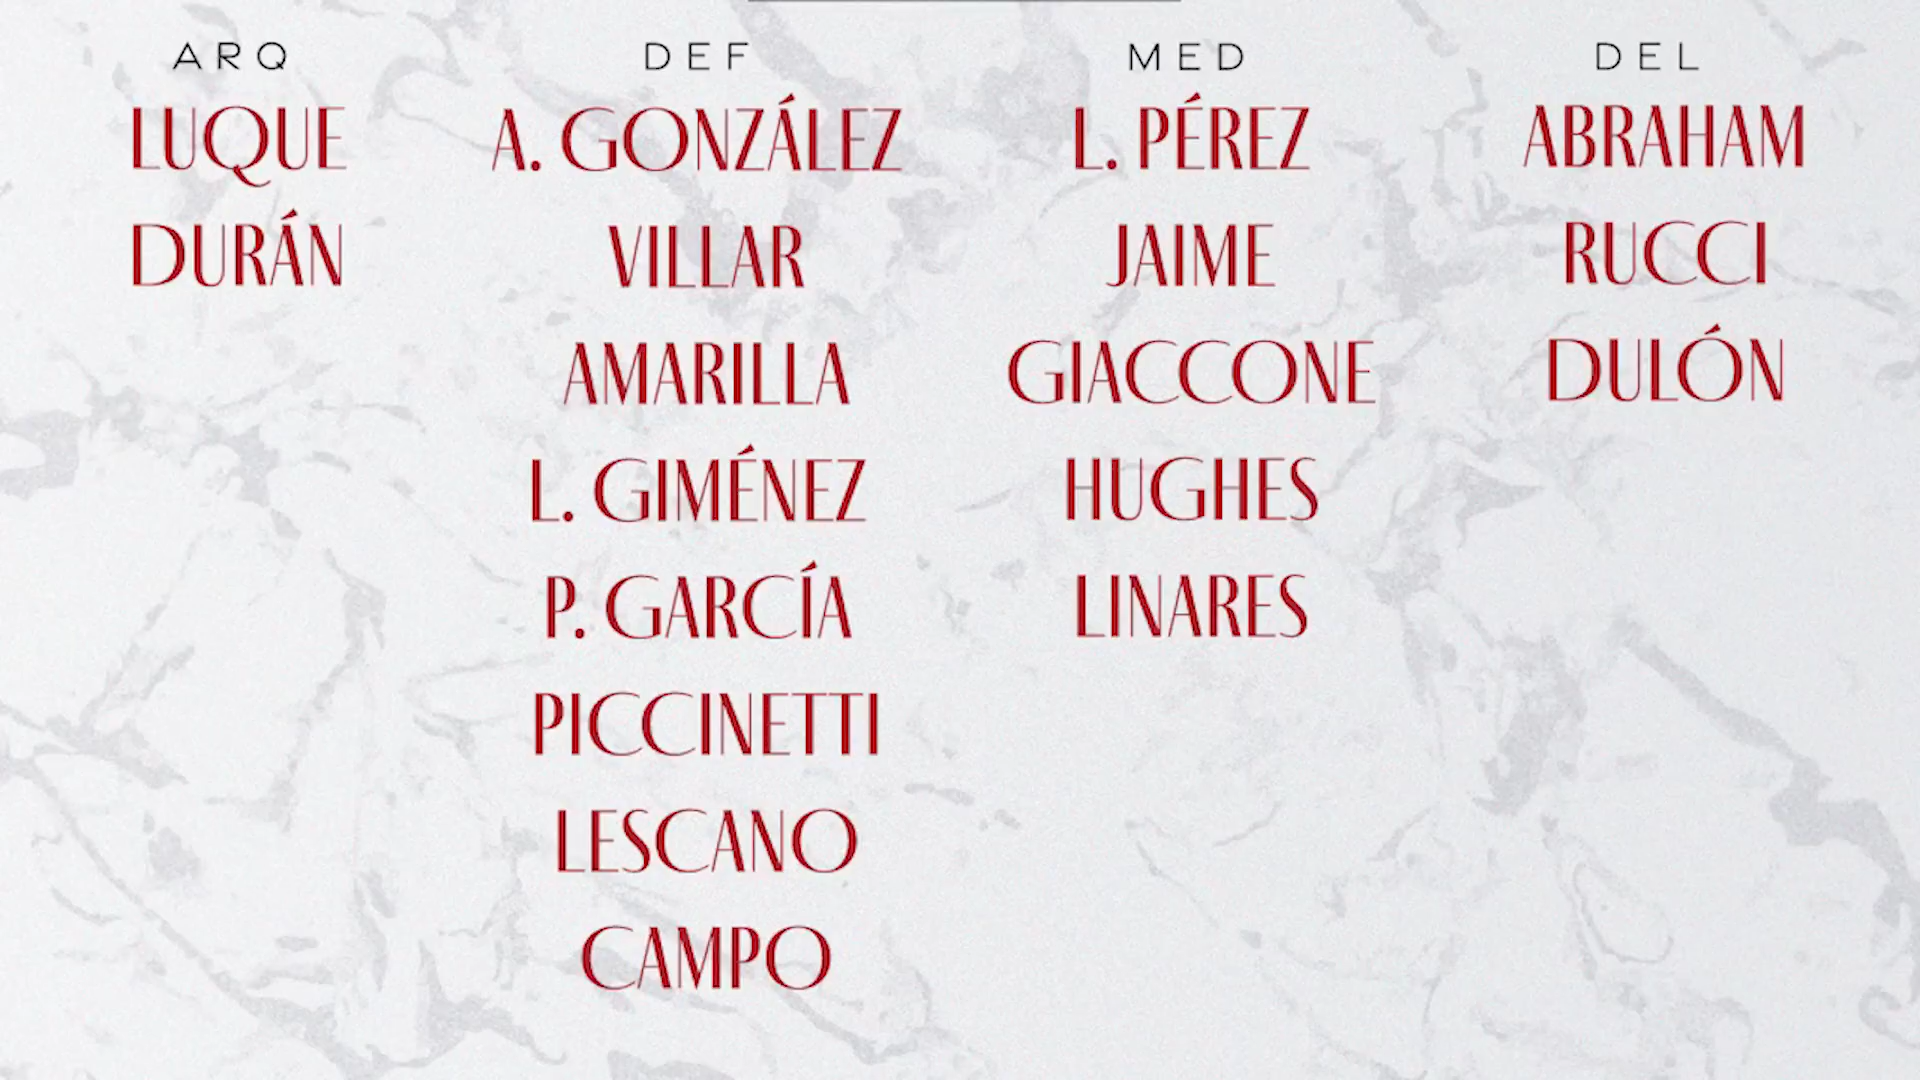 ARQ
LUQUE
DURÁN
DEF
A. GONZÁLEZ
VILLAR
AMARILLA
L. GIMÉNEZ
P. GARCÍA
PICCINETTI
LESCANO
CAMPO
MED
L. PÉREZ
JAIME
GIACCONE
HUGHES
LINARES
DEL
ABRAHAM
RUCCI
DULÓN